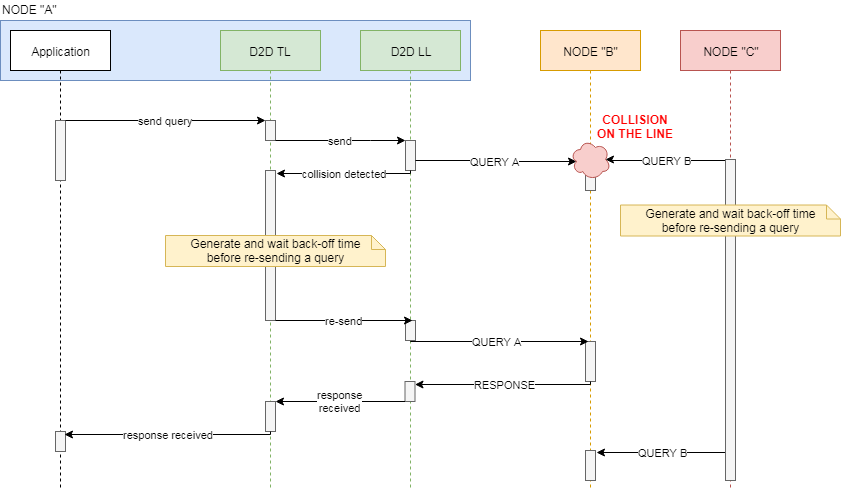 NODE "A"
Application
D2D TL
D2D LL
NODE "B"
NODE "C"
COLLISION
ON THE LINE
send query
send
QUERY A
QUERY B
collision detected
Generate and wait back-off time
before re-sending a query
Generate and wait back-off time
before re-sending a query
re-send
QUERY A
RESPONSE
response
received
response received
QUERY B